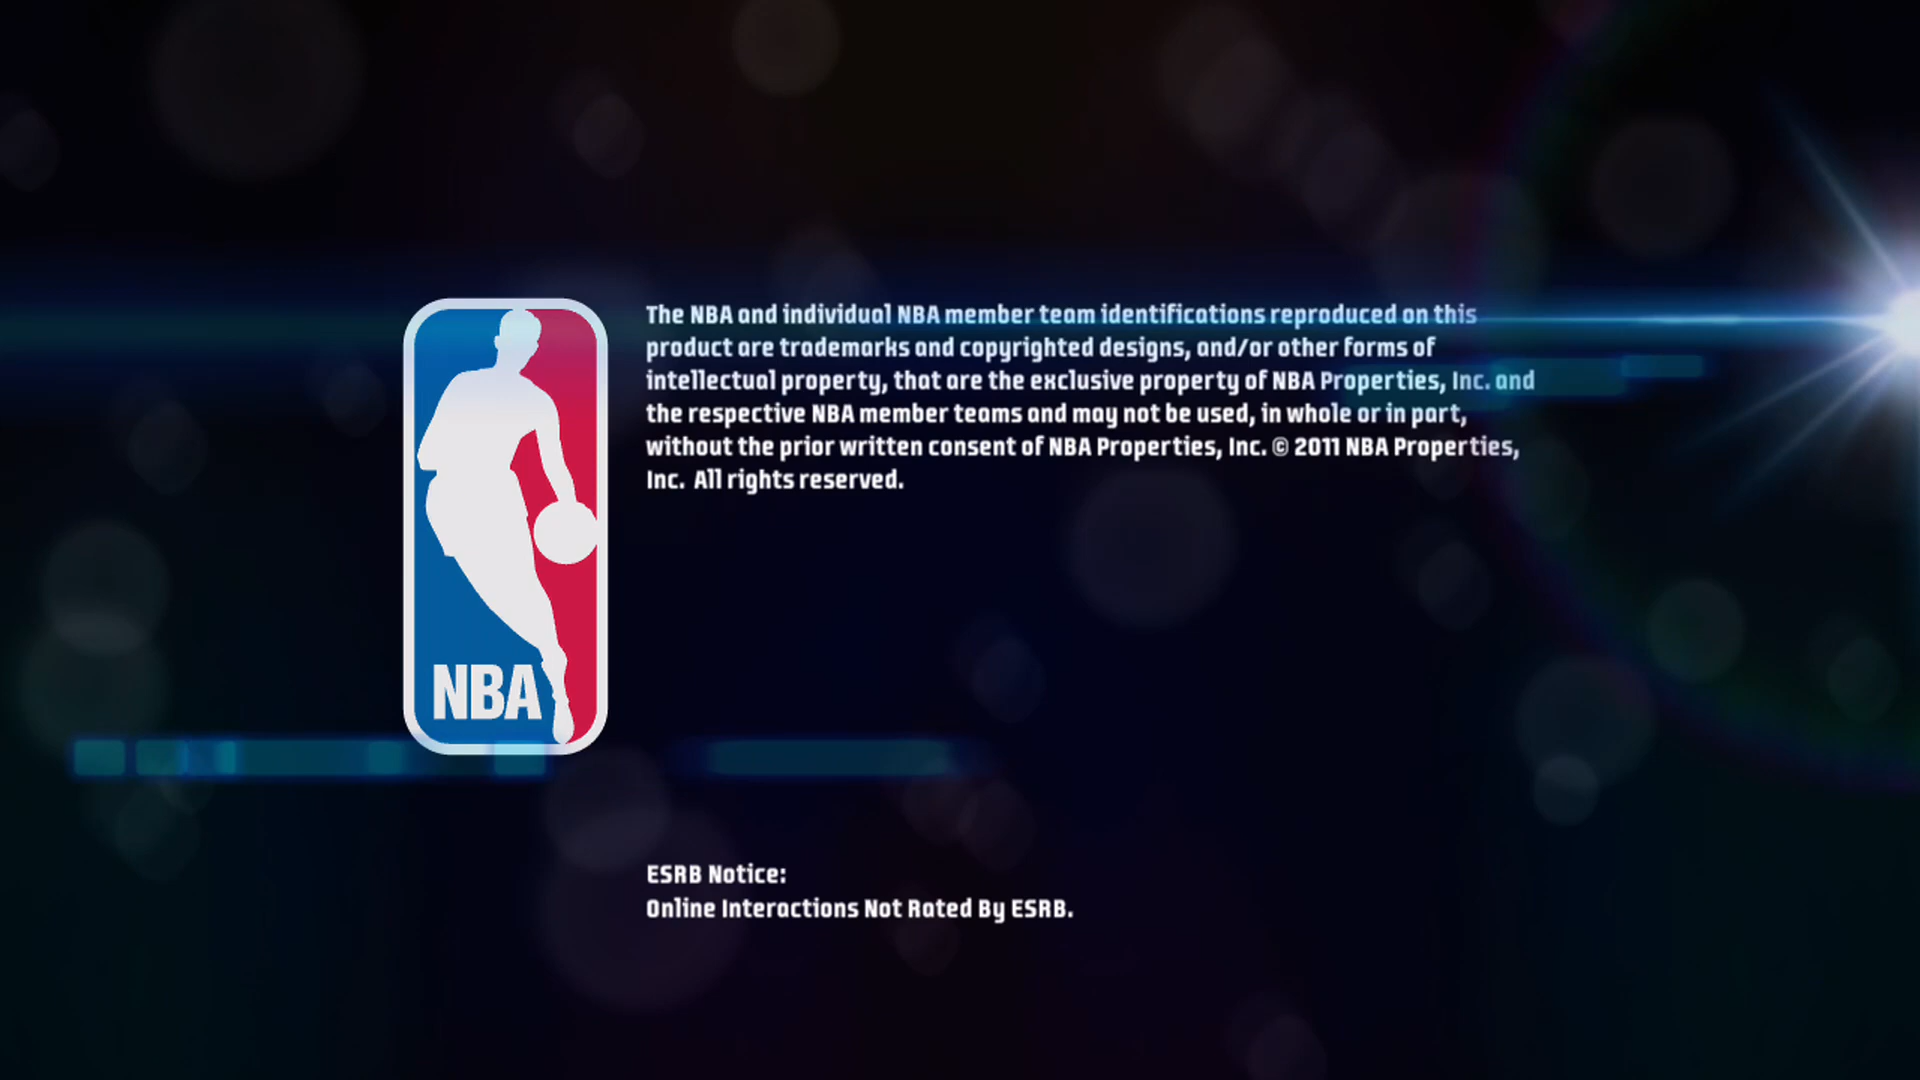 The NBA and individual NBA member team identifications reproduced on this
product are trademarks and copyrighted designs, and/or other forms of
intellectual property, that are the exclusive property of NBA Properties, Inc. and
the respective NBA member teams and may not be used, in whole or in part,
without the prior written consent of NBA Properties, Inc. © 2011 NBA Properties,
Inc. All rights reserved.
NBA
ESRB Notice:
Online Interactions Not Rated By ESRB.